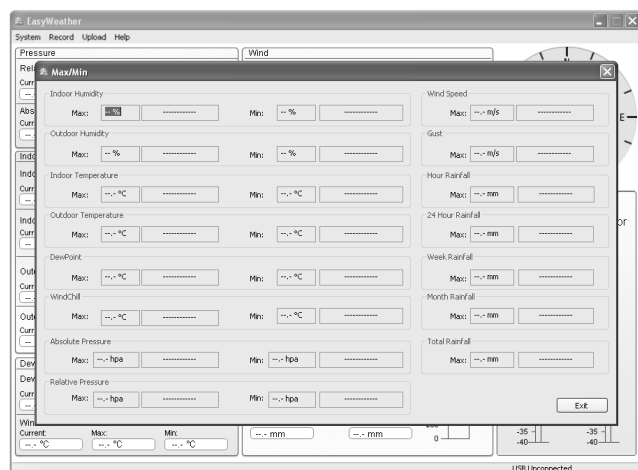 EasyWeather
System Record Upload Help
Pressure
Wind
N
Max/Min
Indoor Humidity
Max: -- % ------------ Min: -- % ------------
Wind Speed
Max: --.- m/s ------------
E
Outdoor Humidity
Max: -- % ------------ Min: -- % ------------
Gust
Max: --.- m/s ------------
Indoor Temperature
Max: --.- °C ------------ Min: --.- °C ------------
Hour Rainfall
Max: --.- mm ------------
Outdoor Temperature
Max: --.- °C ------------ Min: --.- °C ------------
24 Hour Rainfall
Max: --.- mm ------------
DewPoint
Max: --.- °C ------------ Min: --.- °C ------------
Week Rainfall
Max: --.- mm ------------
WindChill
Max: --.- °C ------------ Min: --.- °C ------------
Month Rainfall
Max: --.- mm ------------
Absolute Pressure
Max: --.- hpa ------------ Min: --.- hpa ------------
Total Rainfall
Max: --.- mm ------------
Relative Pressure
Max: --.- hpa ------------ Min: --.- hpa ------------
Exit
Current: Max: Min:
--.- °C --.- °C --.- °C
--.- mm --.- mm
0
-35 -35
-40 -40
USB Unconnected